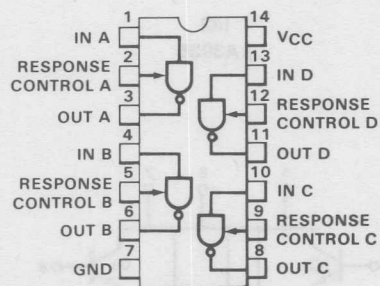 1
IN A
2
RESPONSE
CONTROL A
3
OUT A
4
IN B
5
RESPONSE
CONTROL B
6
OUT B
7
GND
14
VCC
13
IN D
12
RESPONSE
CONTROL D
11
OUT D
10
IN C
9
RESPONSE
CONTROL C
8
OUT C